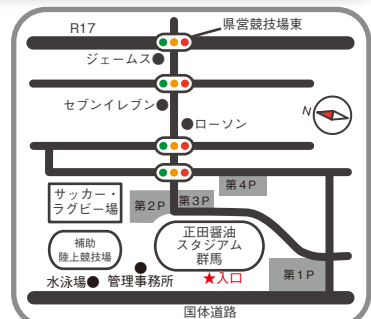 R17
県営競技場東
ジェームス
セブンイレブン
ローソン
N
第4P
サッカー・
ラグビー場
第2P
第3P
正田醤油
スタジアム
群馬
補助
陸上競技場
水泳場
管理事務所
★入口
第1P
国体道路